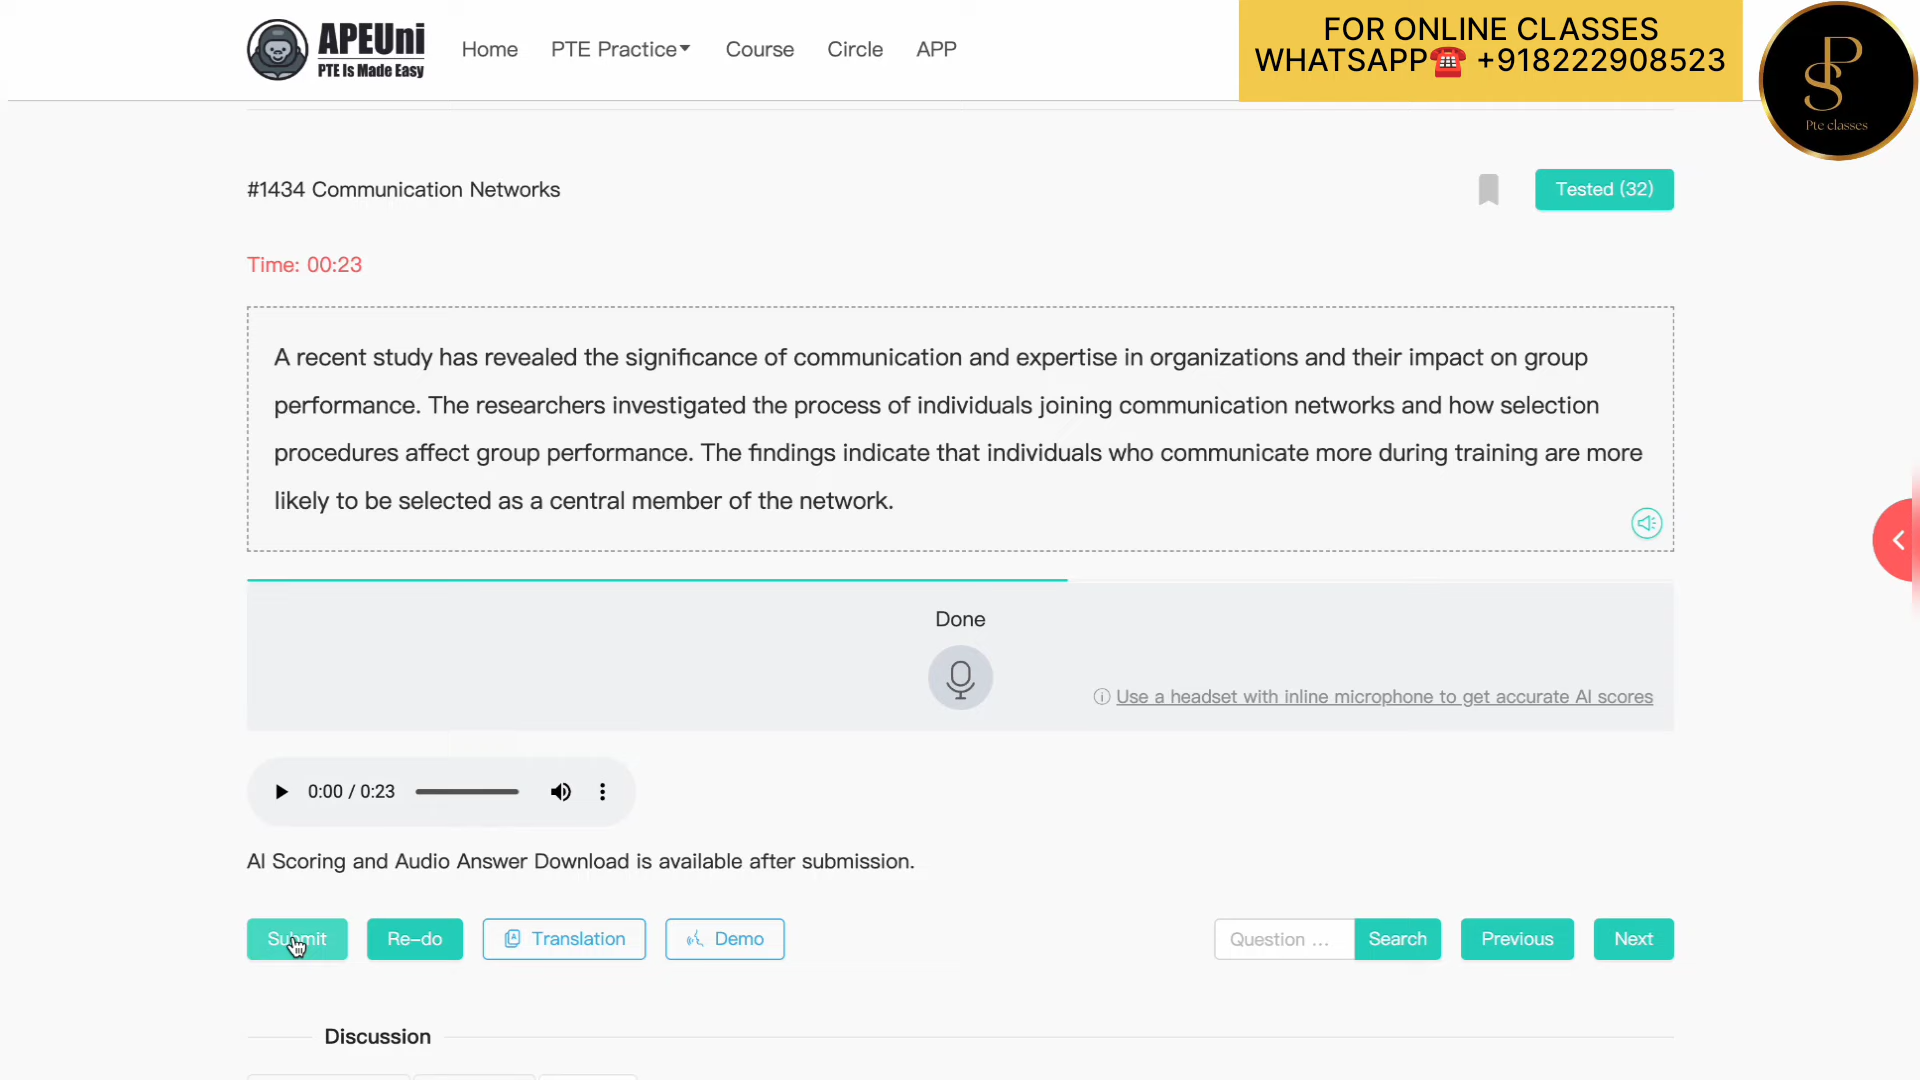 APEUni
PTE Is Made Easy
Home
PTE Practice
Course
Circle
APP
FOR ONLINE CLASSES
WHATSAPP☎️ +918222908523
PS
Pte classes
#1434 Communication Networks
Tested (32)
Time: 00:23
A recent study has revealed the significance of communication and expertise in organizations and their impact on group
performance. The researchers investigated the process of individuals joining communication networks and how selection
procedures affect group performance. The findings indicate that individuals who communicate more during training are more
likely to be selected as a central member of the network.
Done
Use a headset with inline microphone to get accurate AI scores
0:00 / 0:23
AI Scoring and Audio Answer Download is available after submission.
Submit
Re-do
Translation
Demo
Question ...
Search
Previous
Next
Discussion